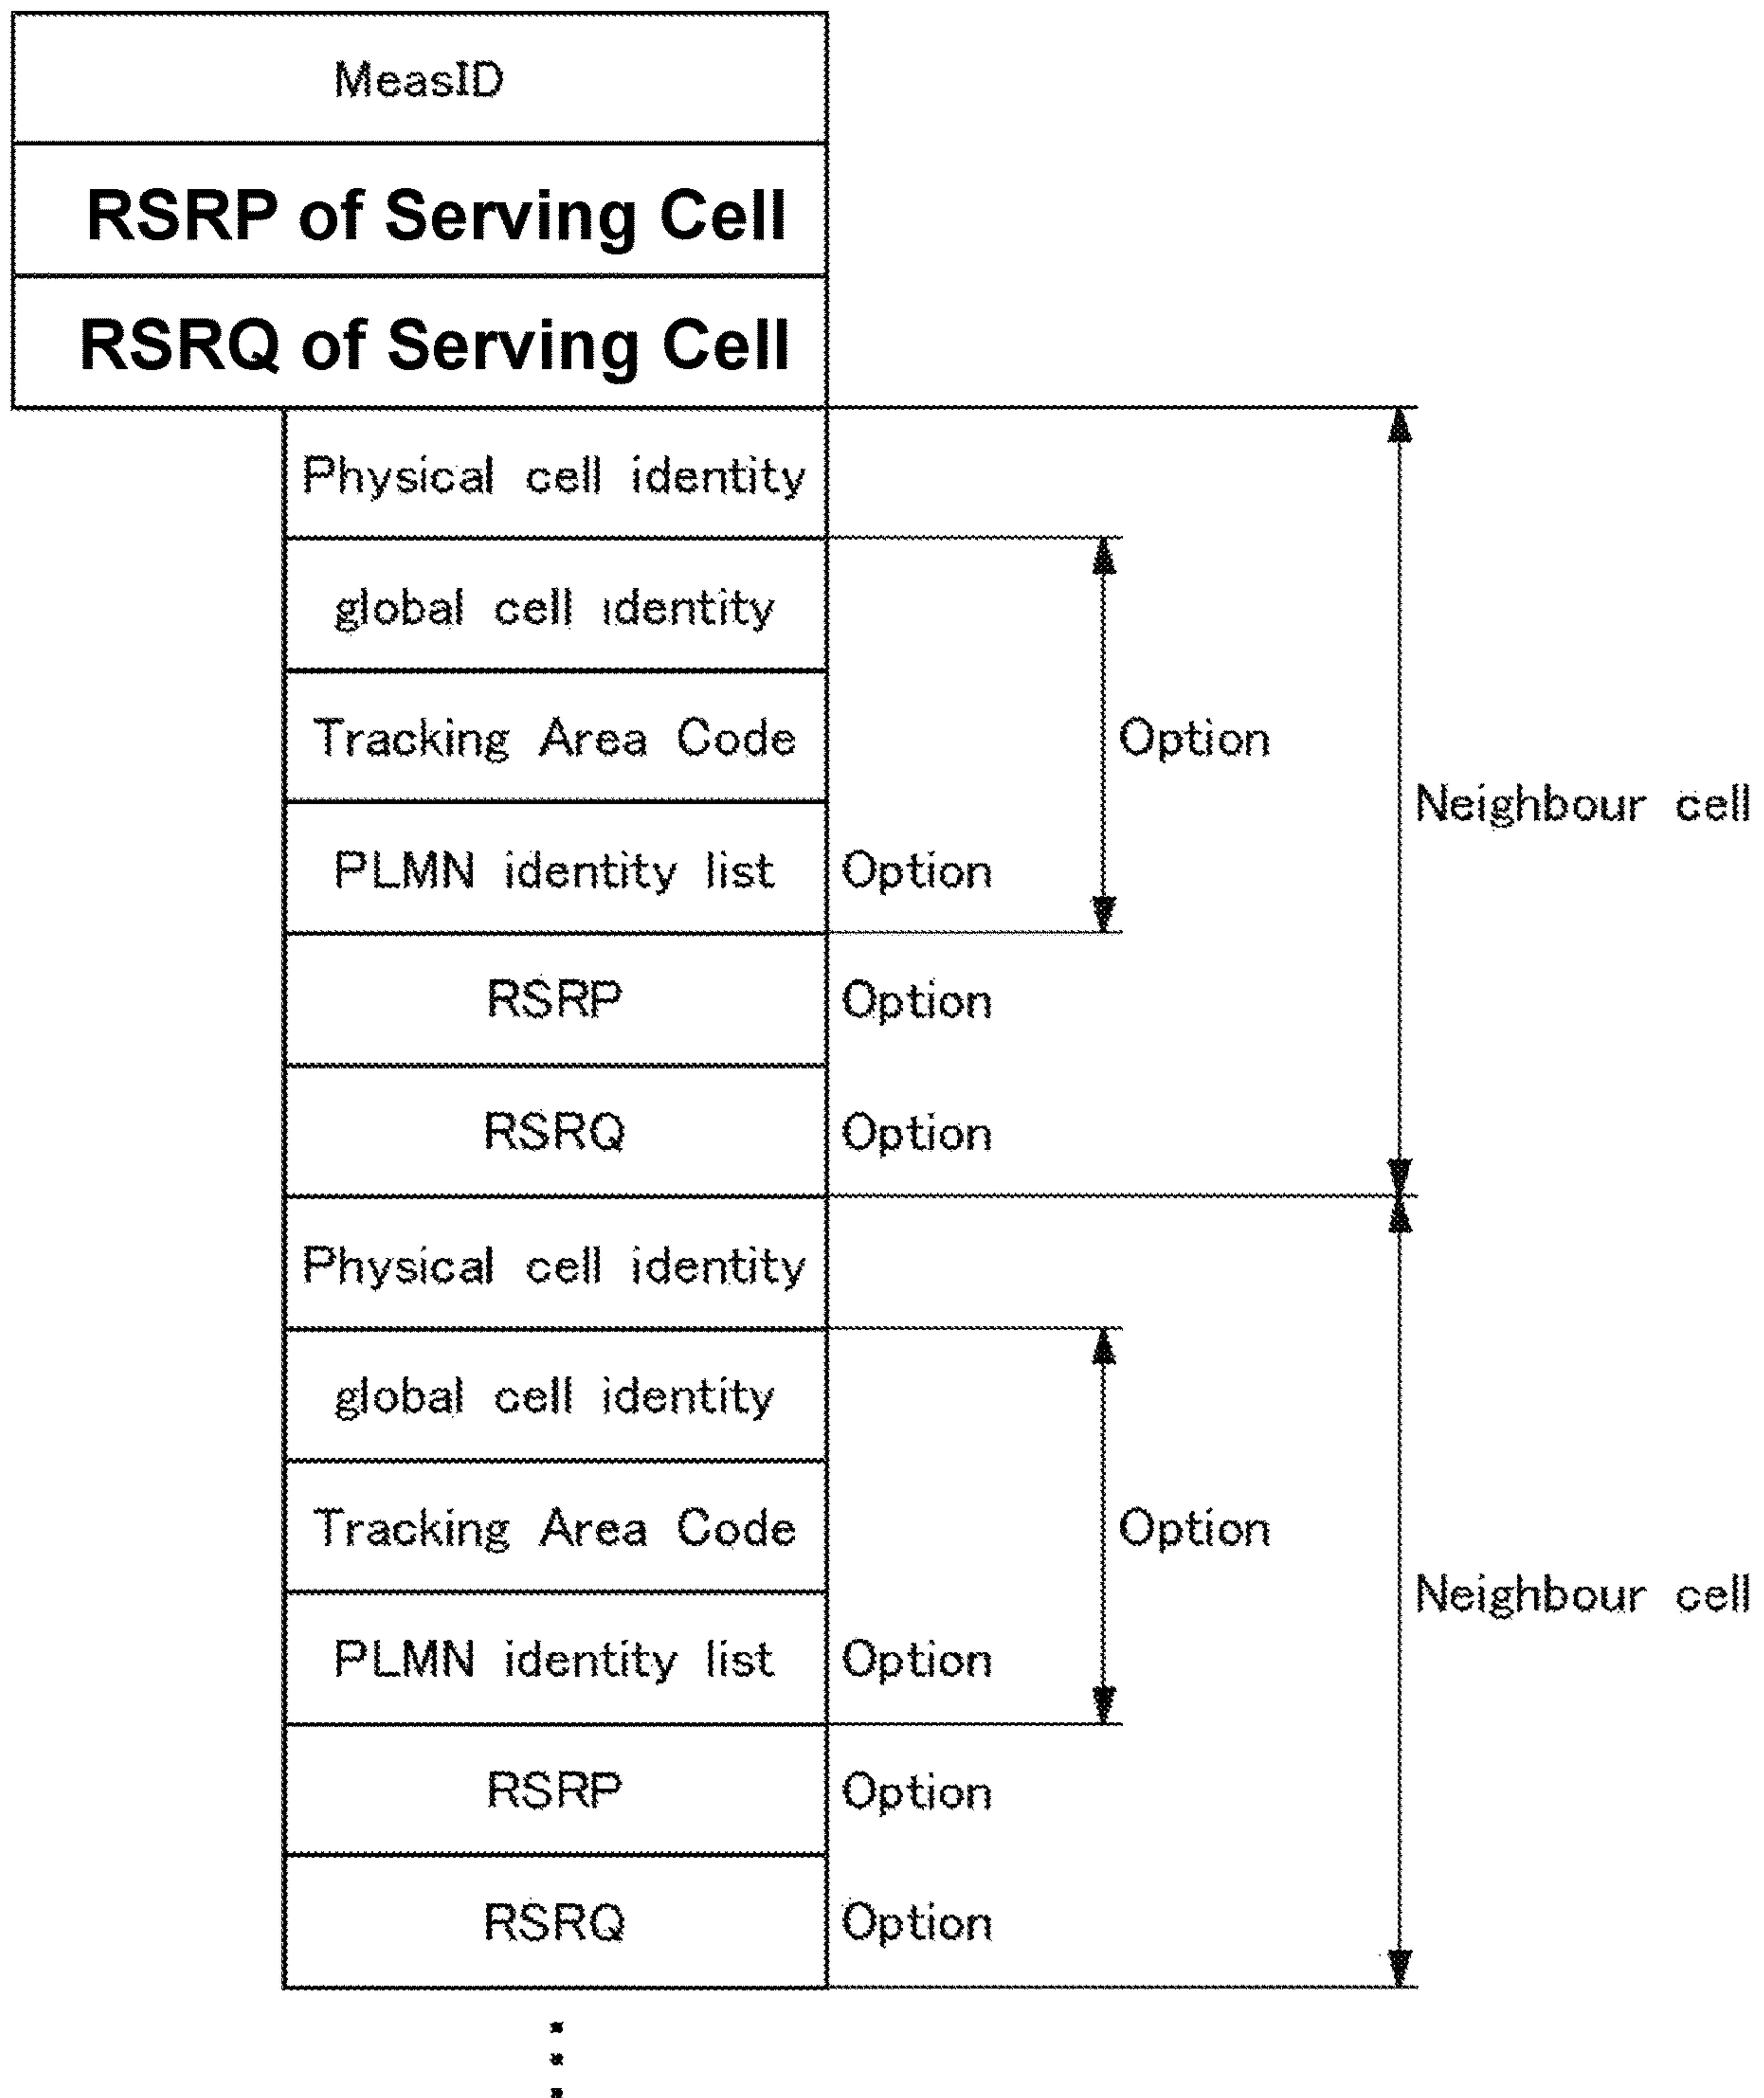 MeasID
RSRP of Serving Cell
RSRQ of Serving Cell
Physical cell identity
global cell identity
Tracking Area Code
Option
Neighbour cell
PLMN identity list
Option
RSRP
Option
RSRQ
Option
Physical cell identity
global cell identity
Tracking Area Code
Option
Neighbour cell
PLMN identity list
Option
RSRP
Option
RSRQ
Option